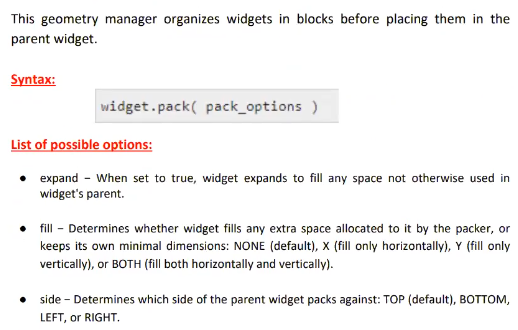 This geometry manager organizes widgets in blocks before placing them in the
parent widget.
Syntax:
widget.pack( pack_options )
List of possible options:
• expand – When set to true, widget expands to fill any space not otherwise used in
widget's parent.
• fill – Determines whether widget fills any extra space allocated to it by the packer, or
keeps its own minimal dimensions: NONE (default), X (fill only horizontally), Y (fill only
vertically), or BOTH (fill both horizontally and vertically).
• side – Determines which side of the parent widget packs against: TOP (default), BOTTOM,
LEFT, or RIGHT.